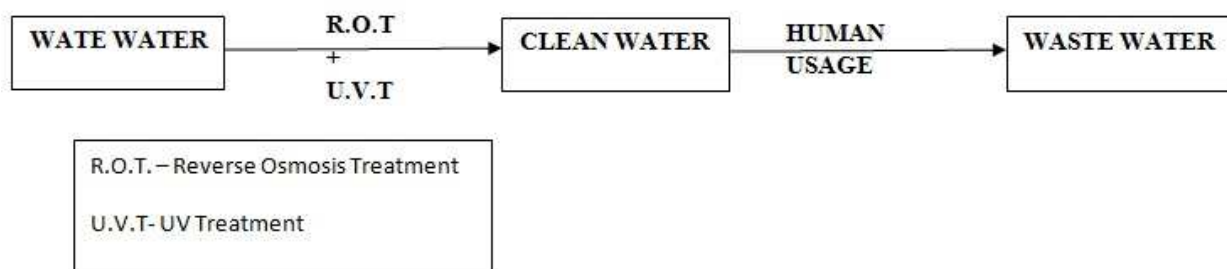 WATE WATER
R.O.T
+
U.V.T
CLEAN WATER
HUMAN
USAGE
WASTE WATER
R.O.T. – Reverse Osmosis Treatment
U.V.T- UV Treatment